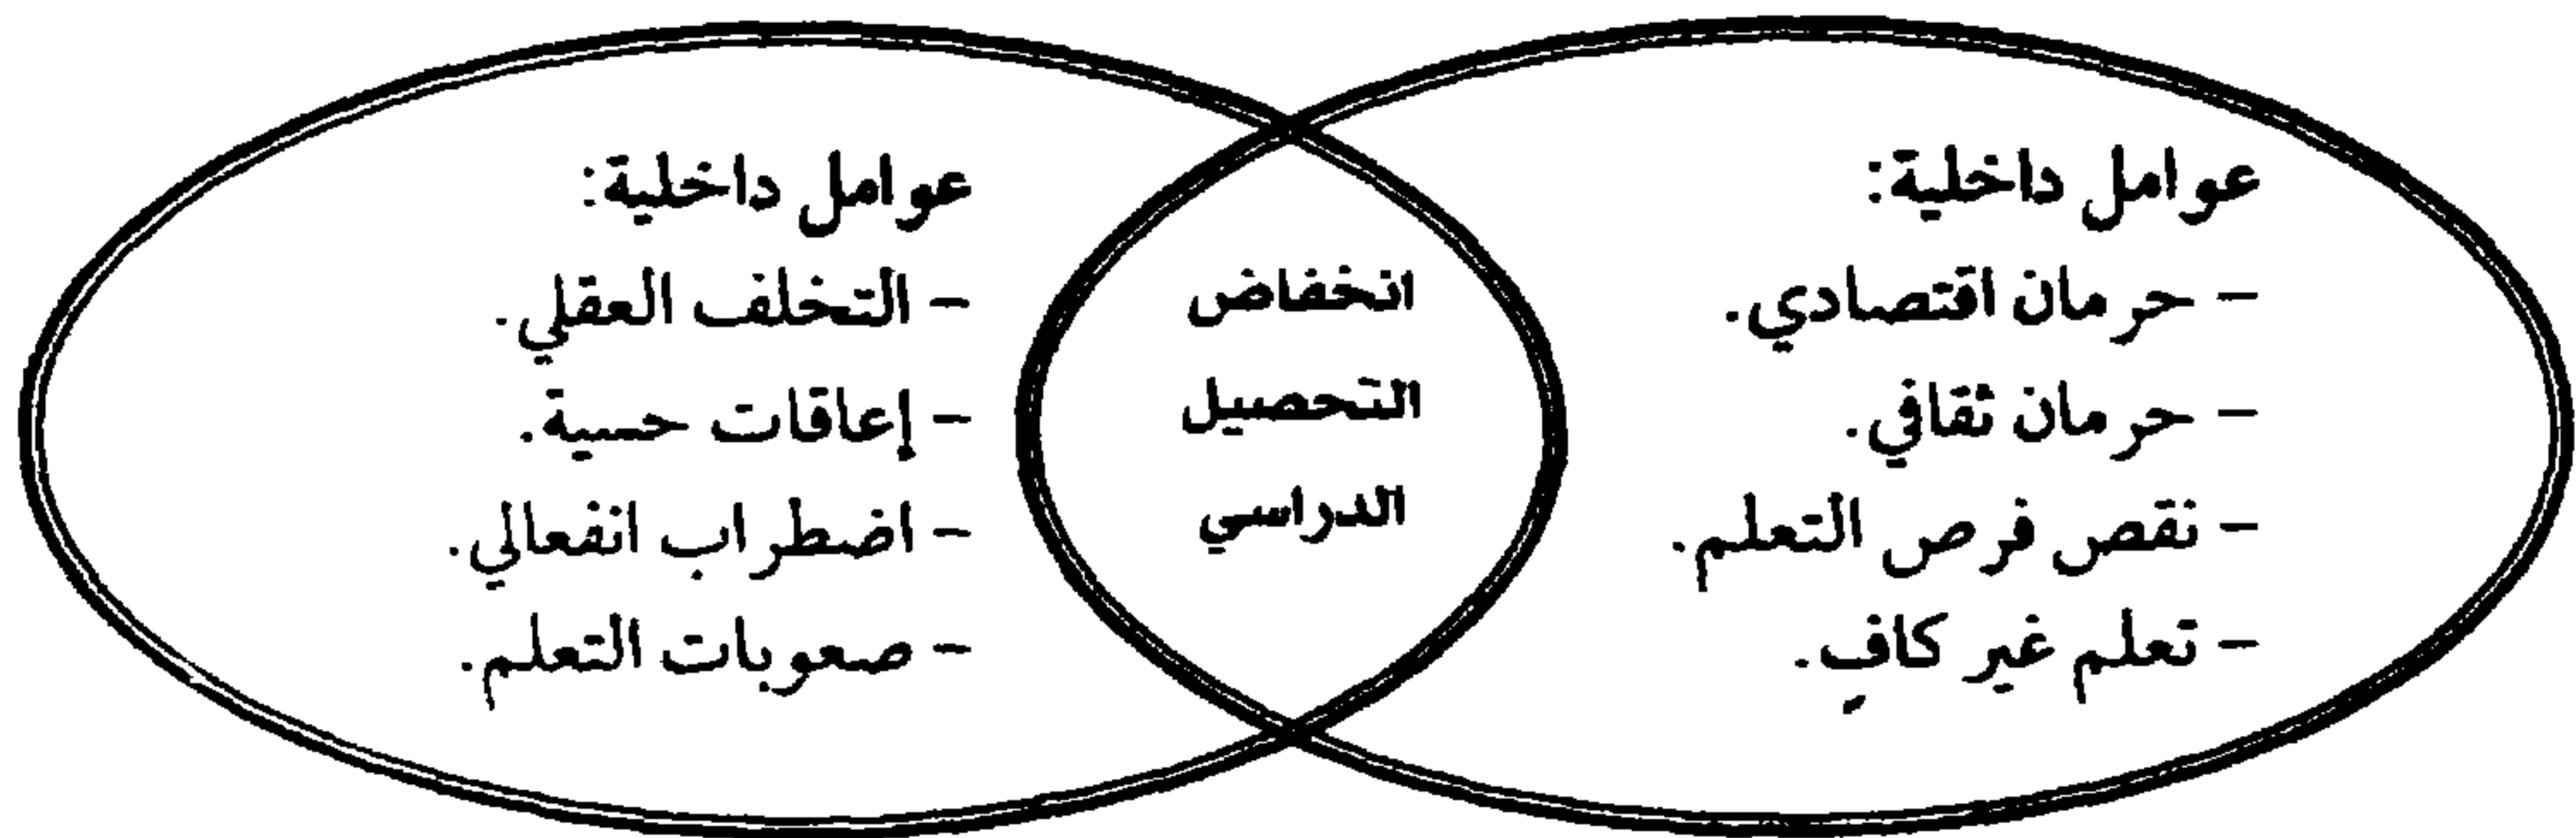 عوامل داخلية:
- حرمان اقتصادي.
- حرمان ثقافي.
- نقص فرص التعلم.
- تعلم غير كافٍ.
انخفاض
التحصيل
الدراسي
عوامل داخلية:
- التخلف العقلي.
- إعاقات حسية.
- اضطراب انفعالي.
- صعوبات التعلم.